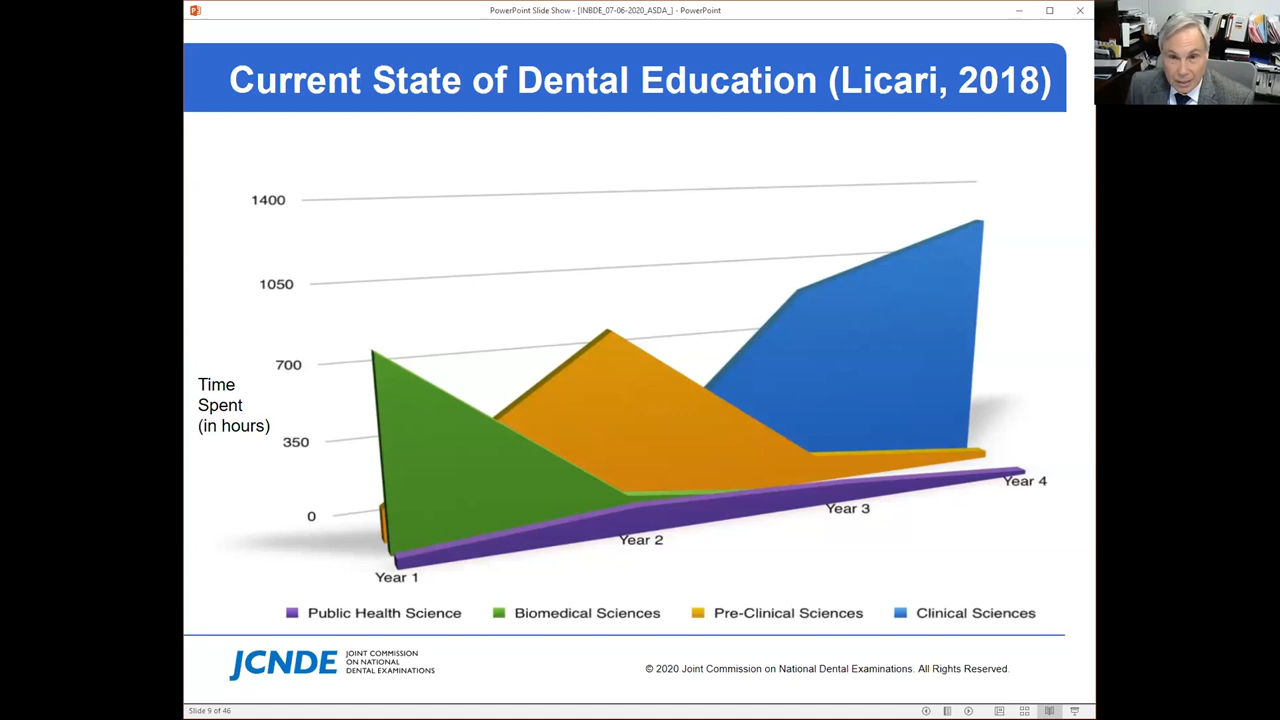 PowerPoint Slide Show - [INBDE_07-06-2020_ASDA_] - PowerPoint
Current State of Dental Education (Licari, 2018)
1400
1050
700
350
0
Time
Spent
(in hours)
Year 1
Year 2
Year 3
Year 4
Public Health Science
Biomedical Sciences
Pre-Clinical Sciences
Clinical Sciences
JCNDE
JOINT COMMISSION
ON NATIONAL
DENTAL EXAMINATIONS
© 2020 Joint Commission on National Dental Examinations. All Rights Reserved.
Slide 9 of 46